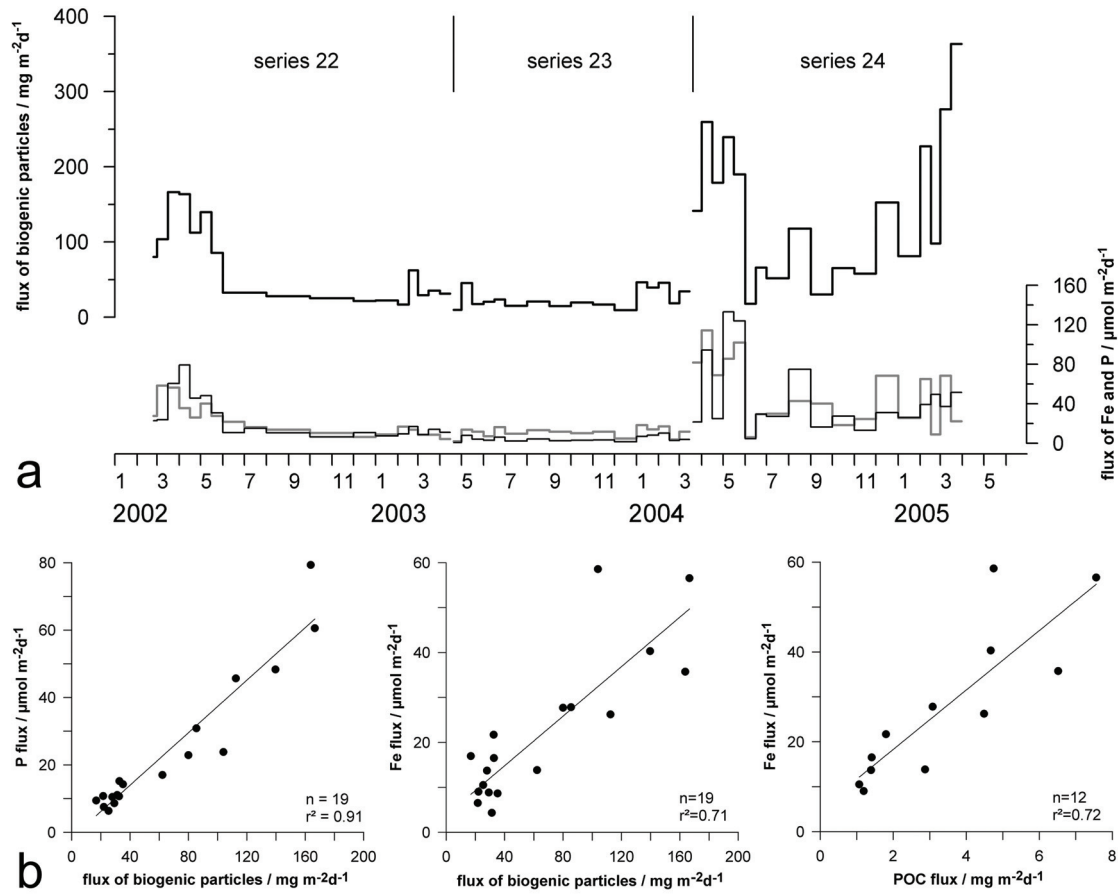 400
300
200
100
0
flux of biogenic particles / mg m⁻²d⁻¹
series 22
series 23
series 24
160
120
80
40
0
flux of Fe and P / µmol m⁻²d⁻¹
a
1 3 5 7 9 11 1 3 5 7 9 11 1 3 5 7 9 11 1 3 5
2002 2003 2004 2005
b
80
60
40
20
0
P flux / µmol m⁻²d⁻¹
n = 19
r² = 0.91
0 40 80 120 160 200
flux of biogenic particles / mg m⁻²d⁻¹
60
40
20
0
Fe flux / µmol m⁻²d⁻¹
n=19
r²=0.71
0 40 80 120 160 200
flux of biogenic particles / mg m⁻²d⁻¹
60
40
20
0
Fe flux / µmol m⁻²d⁻¹
n=12
r²=0.72
0 2 4 6 8
POC flux / mg m⁻²d⁻¹